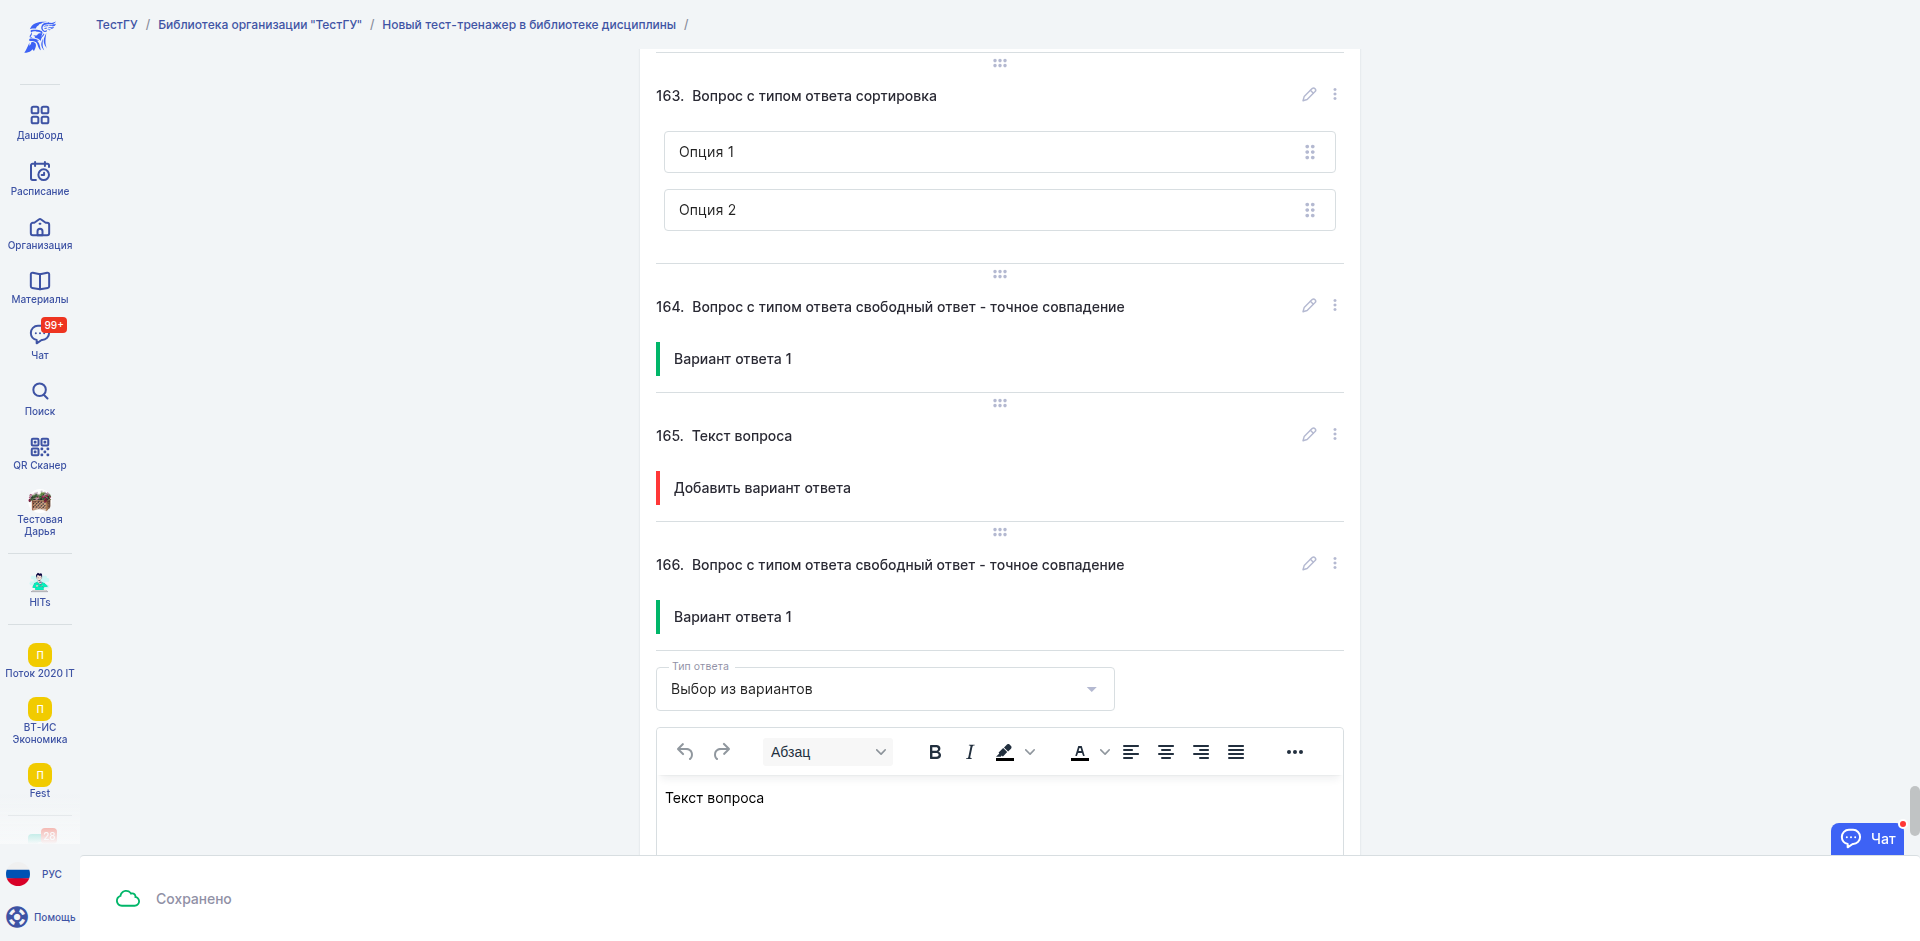 ТестГУ / Библиотека организации "ТестГУ" / Новый тест-тренажер в библиотеке дисциплины /
Дашборд
Расписание
Организация
Материалы
99+
Чат
Поиск
QR Сканер
Тестовая
Дарья
HITs
П
Поток 2020 IT
П
ВТ-ИС
Экономика
П
Fest
28
РУС
Помощь
163. Вопрос с типом ответа сортировка
Опция 1
Опция 2
164. Вопрос с типом ответа свободный ответ - точное совпадение
Вариант ответа 1
165. Текст вопроса
Добавить вариант ответа
166. Вопрос с типом ответа свободный ответ - точное совпадение
Вариант ответа 1
Тип ответа
Выбор из вариантов
Абзац B I A
Текст вопроса
Чат
Сохранено